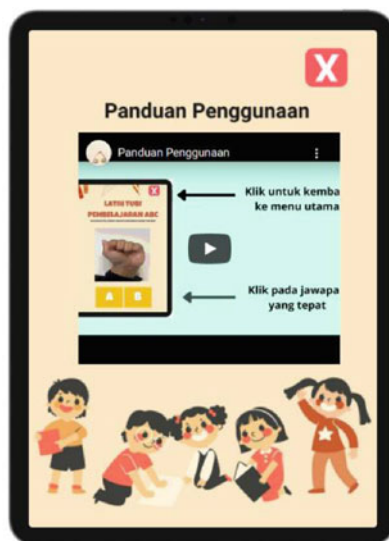 X
Panduan Penggunaan
Panduan Penggunaan
X
LATIH TUBI
PEMBELAJARAN ABC
Klik untuk kemba
ke menu utama
A B
Klik pada jawapa
yang tepat